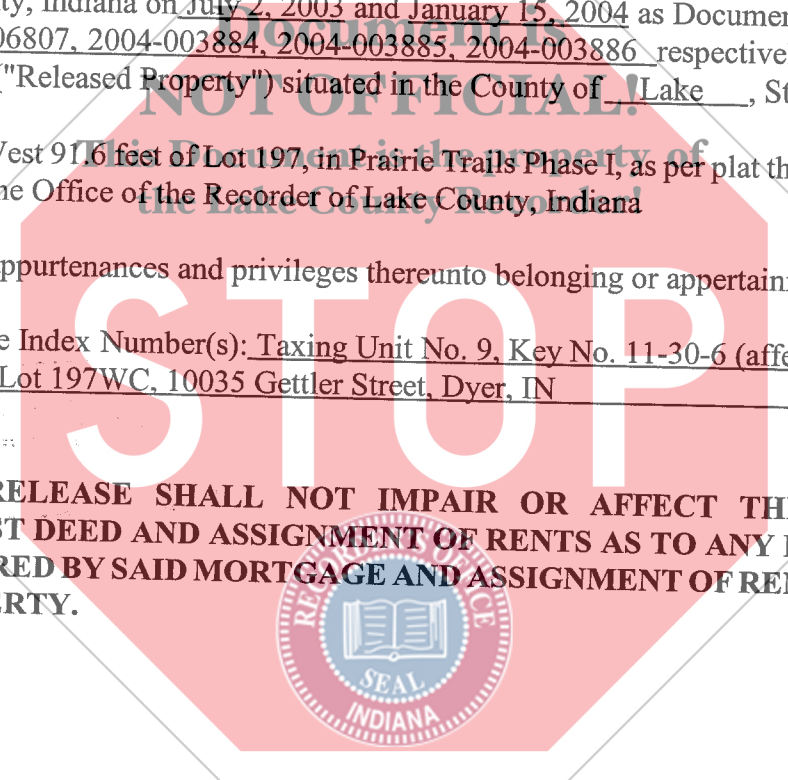 ty, Indiana on July 2, 2003 and January 15, 2004 as Documen
06807, 2004-003884, 2004-003885, 2004-003886 respective
Document is
("Released Property") situated in the County of Lake, St
NOT OFFICIAL!
Vest 91.6 feet of Lot 197, in Prairie Trails Phase I, as per plat th
This Document is the property of
ne Office of the Recorder of Lake County, Indiana
the Lake County Recorder!
ppurtenances and privileges thereunto belonging or appertaini
STOP
e Index Number(s): Taxing Unit No. 9, Key No. 11-30-6 (affe
Lot 197WC, 10035 Gettler Street, Dyer, IN
RELEASE SHALL NOT IMPAIR OR AFFECT TH
ST DEED AND ASSIGNMENT OF RENTS AS TO ANY
RED BY SAID MORTGAGE AND ASSIGNMENT OF REN
ERTY.
RECORDER'S OFFICE
SEAL
INDIANA